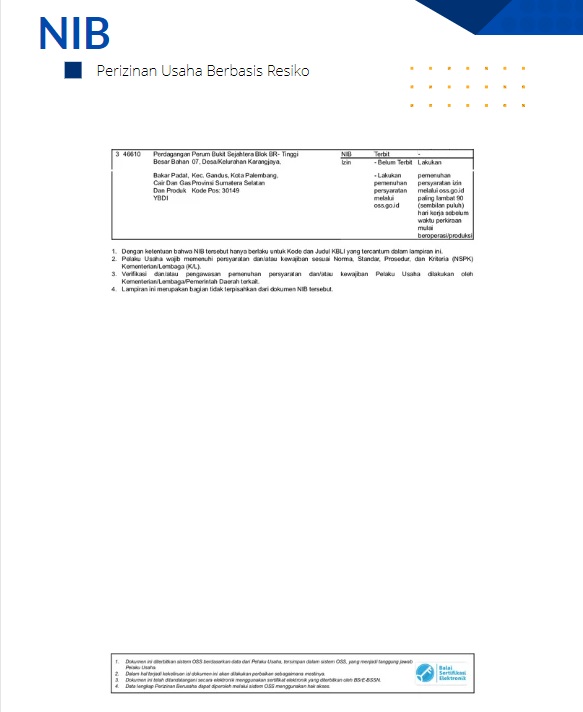 NIB
Perizinan Usaha Berbasis Resiko
3 46610 Perdagangan Perum Bukit Sejahtera Blok BR- Tinggi NIB Terbit -
Besar Bahan 07, Desa/Kelurahan Karangjaya, Izin - Belum Terbit Lakukan
Bakar Padat, Kec. Gandus, Kota Palembang, - Lakukan pemenuhan
Cair Dan Gas Provinsi Sumatera Selatan pemenuhan persyaratan izin
Dan Produk Kode Pos: 30149 persyaratan melalui oss.go.id
YBDI melalui paling lambat 90
oss.go.id (sembilan puluh)
hari kerja sebelum
waktu perkiraan
mulai
beroperasi/produksi
1. Dengan ketentuan bahwa NIB tersebut hanya berlaku untuk Kode dan Judul KBLI yang tercantum dalam lampiran ini.
2. Pelaku Usaha wajib memenuhi persyaratan dan/atau kewajiban sesuai Norma, Standar, Prosedur, dan Kriteria (NSPK)
Kementerian/Lembaga (K/L).
3. Verifikasi dan/atau pengawasan pemenuhan persyaratan dan/atau kewajiban Pelaku Usaha dilakukan oleh
Kementerian/Lembaga/Pemerintah Daerah terkait.
4. Lampiran ini merupakan bagian tidak terpisahkan dari dokumen NIB tersebut.
1. Dokumen ini diterbitkan sistem OSS berdasarkan data dari Pelaku Usaha, tersimpan dalam sistem OSS, yang menjadi tanggung jawab
Pelaku Usaha.
2. Dalam hal terjadi kekeliruan isi dokumen ini akan dilakukan perbaikan sebagaimana mestinya.
3. Dokumen ini telah ditandatangani secara elektronik menggunakan sertifikat elektronik yang diterbitkan oleh BSrE-BSSN.
4. Data lengkap Perizinan Berusaha dapat diperoleh melalui sistem OSS menggunakan hak akses.
Balai
Sertifikasi
Elektronik